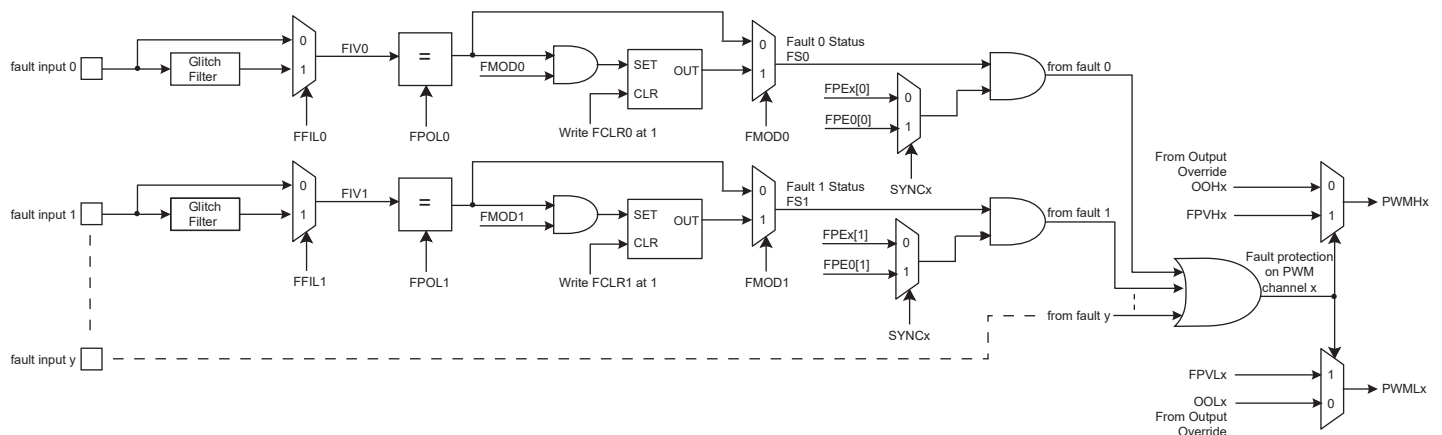 fault input 0
Glitch
Filter
0
1
FFIL0
FIV0
=
FPOL0
FMOD0
Write FCLR0 at 1
SET
OUT
CLR
0
1
FMOD0
Fault 0 Status
FS0
FPEx[0]
FPE0[0]
0
1
SYNCx
from fault 0
fault input 1
Glitch
Filter
0
1
FFIL1
FIV1
=
FPOL1
FMOD1
Write FCLR1 at 1
SET
OUT
CLR
0
1
FMOD1
Fault 1 Status
FS1
FPEx[1]
FPE0[1]
0
1
SYNCx
from fault 1
fault input y
from fault y
Fault protection
on PWM
channel x
From Output
Override
OOHx
FPVHx
0
1
PWMHx
FPVLx
OOLx
From Output
Override
1
0
PWMLx